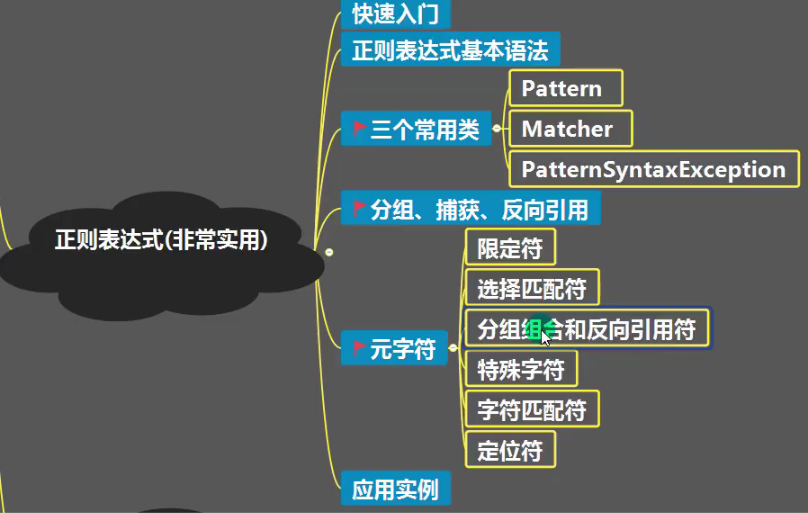 快速入门
正则表达式基本语法
三个常用类
Pattern
Matcher
PatternSyntaxException
分组、捕获、反向引用
正则表达式(非常实用)
元字符
限定符
选择匹配符
分组组合和反向引用符
特殊字符
字符匹配符
定位符
应用实例